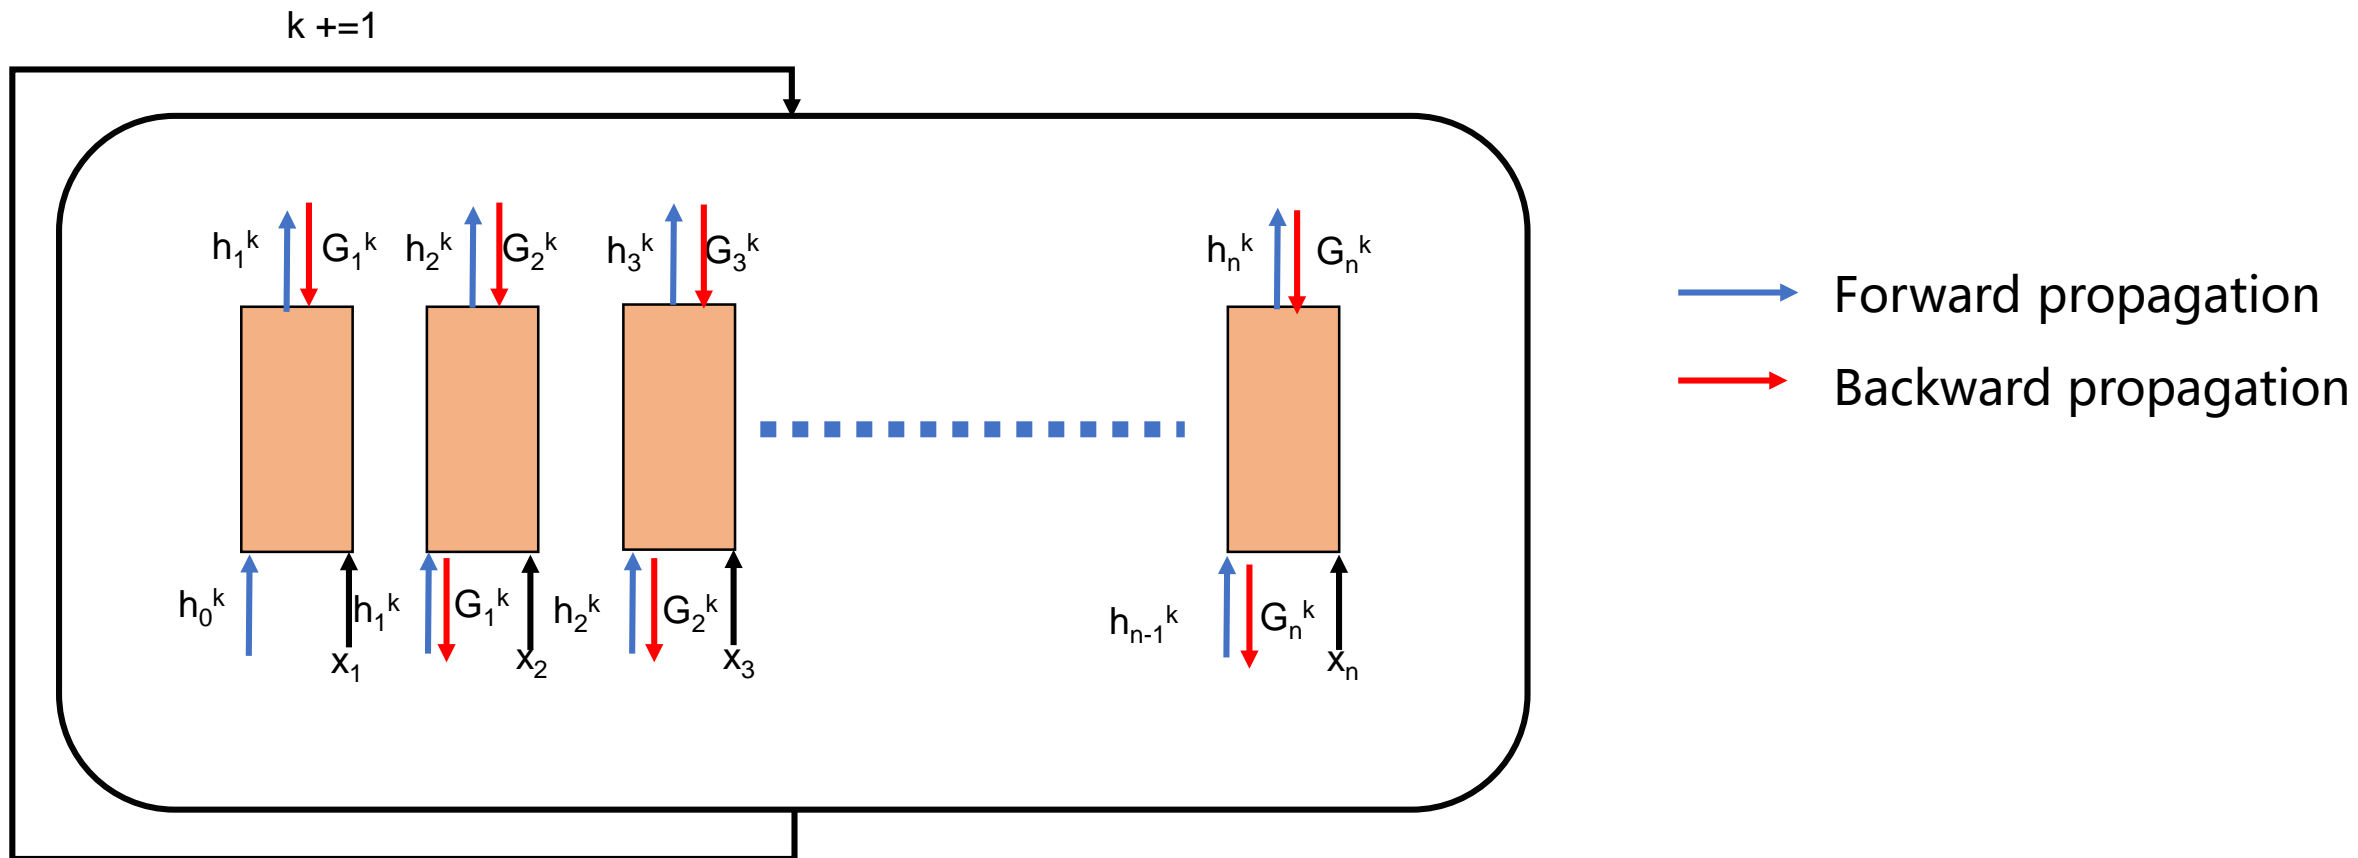 k +=1
h₁ᵏ G₁ᵏ h₂ᵏ G₂ᵏ h₃ᵏ G₃ᵏ hₙᵏ Gₙᵏ
Forward propagation
Backward propagation
h₀ᵏ h₁ᵏ G₁ᵏ h₂ᵏ G₂ᵏ hₙ₋₁ᵏ Gₙᵏ
x₁ x₂ x₃ xₙ